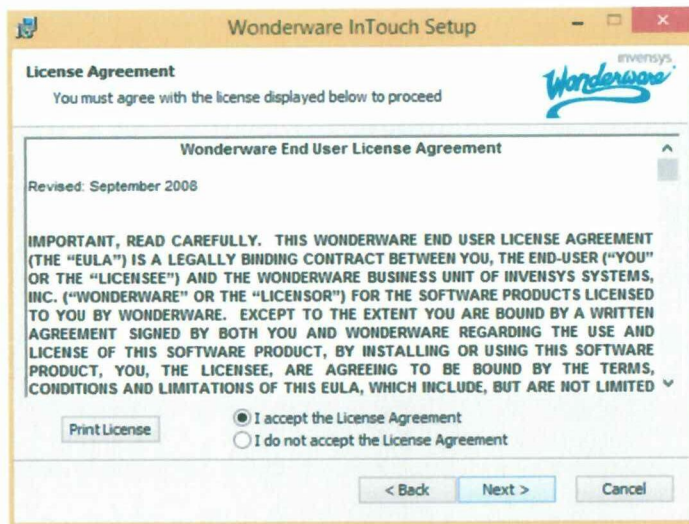 Wonderware InTouch Setup
License Agreement
You must agree with the license displayed below to proceed
invensys
Wonderware
Wonderware End User License Agreement
Revised: September 2008
IMPORTANT, READ CAREFULLY. THIS WONDERWARE END USER LICENSE AGREEMENT
(THE “EULA”) IS A LEGALLY BINDING CONTRACT BETWEEN YOU, THE END-USER (“YOU”
OR THE “LICENSEE”) AND THE WONDERWARE BUSINESS UNIT OF INVENSYS SYSTEMS,
INC. (“WONDERWARE” OR THE “LICENSOR”) FOR THE SOFTWARE PRODUCTS LICENSED
TO YOU BY WONDERWARE. EXCEPT TO THE EXTENT YOU ARE BOUND BY A WRITTEN
AGREEMENT SIGNED BY BOTH YOU AND WONDERWARE REGARDING THE USE AND
LICENSE OF THIS SOFTWARE PRODUCT, BY INSTALLING OR USING THIS SOFTWARE
PRODUCT, YOU, THE LICENSEE, ARE AGREEING TO BE BOUND BY THE TERMS,
CONDITIONS AND LIMITATIONS OF THIS EULA, WHICH INCLUDE, BUT ARE NOT LIMITED
Print License
I accept the License Agreement
I do not accept the License Agreement
< Back Next > Cancel